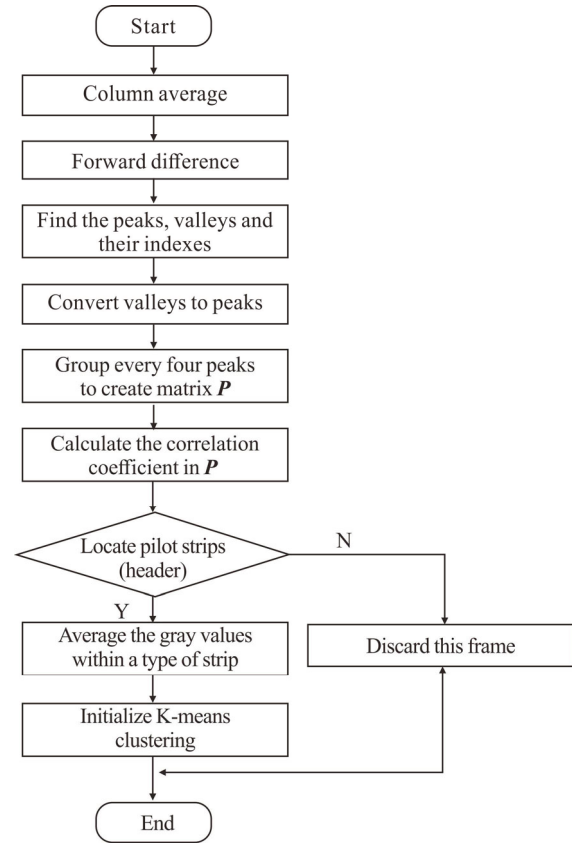 Start
Column average
Forward difference
Find the peaks, valleys and
their indexes
Convert valleys to peaks
Group every four peaks
to create matrix P
Calculate the correlation
coefficient in P
Locate pilot strips
(header)
N
Y
Average the gray values
within a type of strip
Discard this frame
Initialize K-means
clustering
End